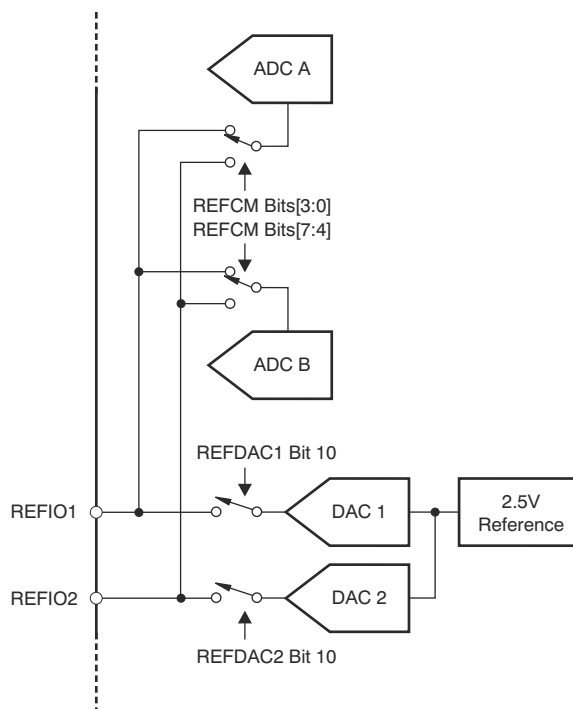 ADC A
REFCM Bits[3:0]
REFCM Bits[7:4]
ADC B
REFDAC1 Bit 10
REFIO1
DAC 1
2.5V
Reference
REFIO2
DAC 2
REFDAC2 Bit 10